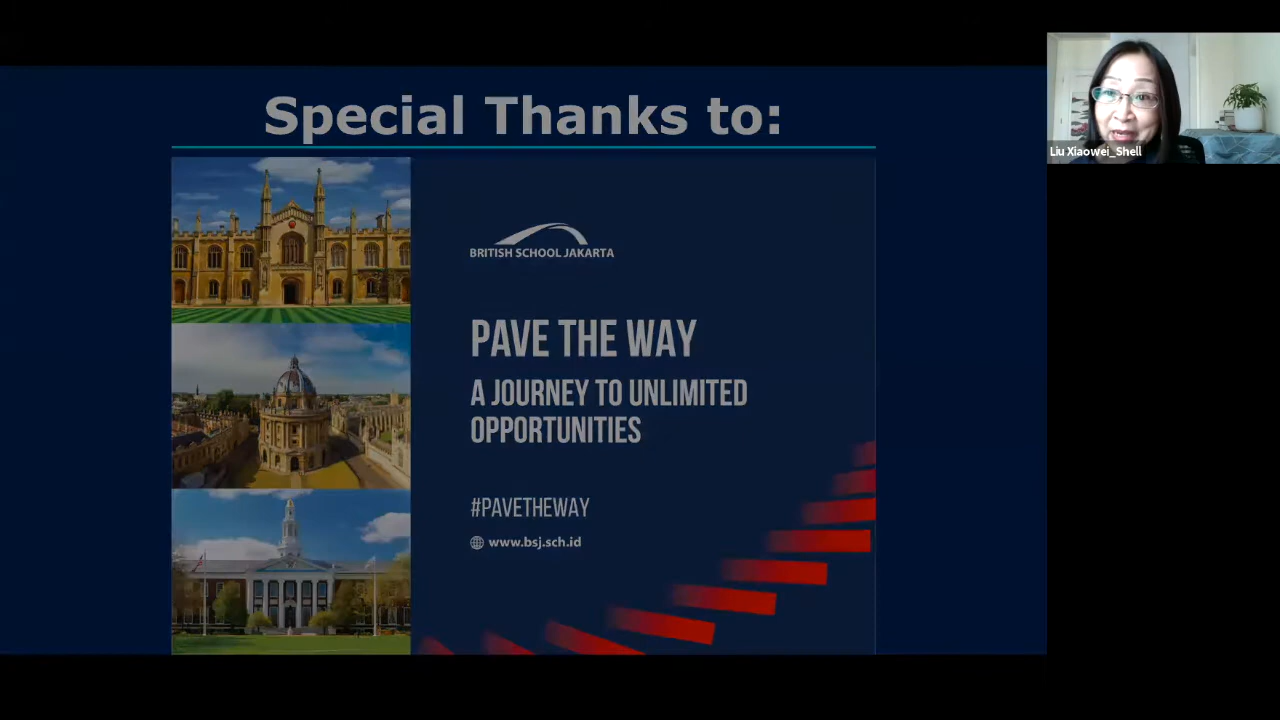 Special Thanks to:
BRITISH SCHOOL JAKARTA
PAVE THE WAY
A JOURNEY TO UNLIMITED
OPPORTUNITIES
#PAVETHEWAY
www.bsj.sch.id
Liu Xiaowei_Shell